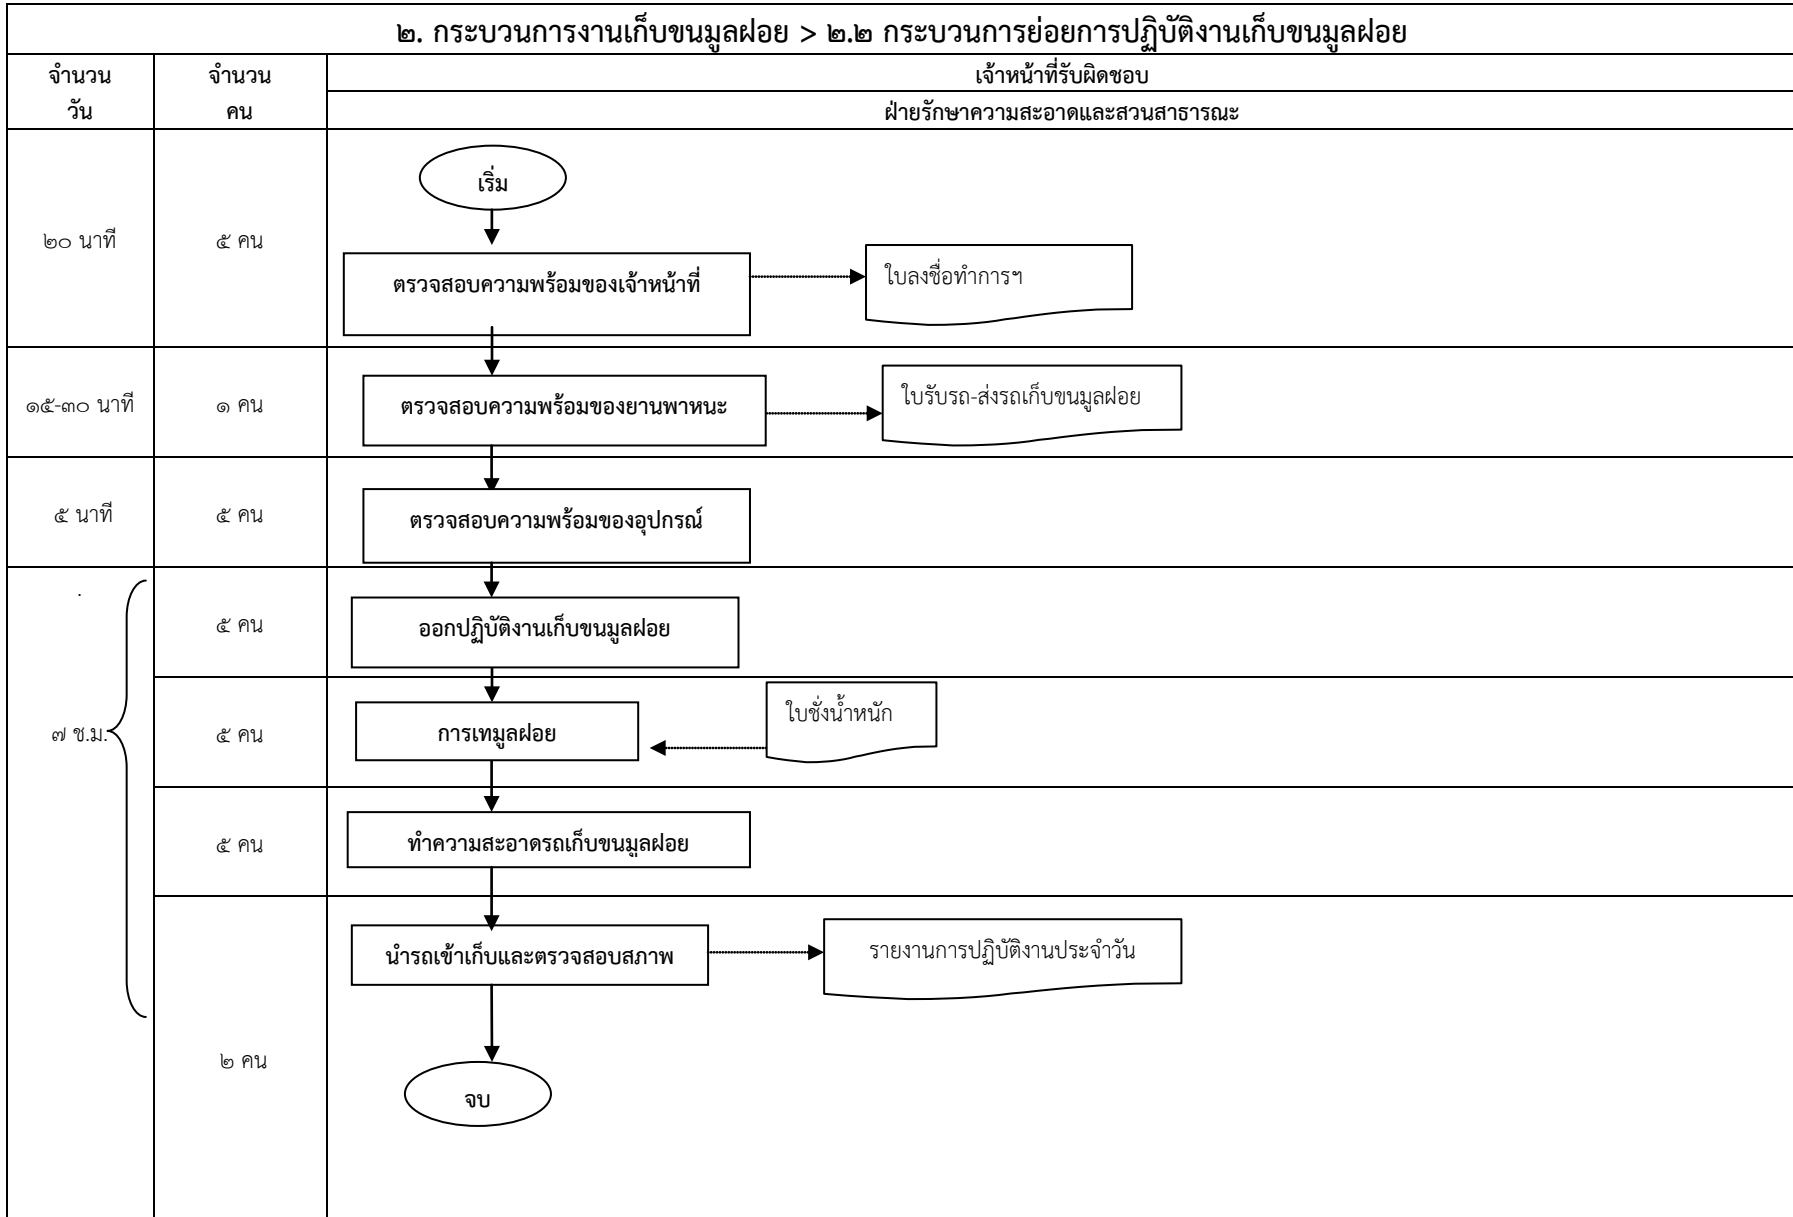 ๒. กระบวนการงานเก็บขนมูลฝอย > ๒.๒ กระบวนการย่อยการปฏิบัติงานเก็บขนมูลฝอย
จำนวน
วัน
จำนวน
คน
เจ้าหน้าที่รับผิดชอบ
ฝ่ายรักษาความสะอาดและสวนสาธารณะ
เริ่ม
๒๐ นาที
๕ คน
ตรวจสอบความพร้อมของเจ้าหน้าที่
ใบลงชื่อทำการฯ
๑๕-๓๐ นาที
๑ คน
ตรวจสอบความพร้อมของยานพาหนะ
ใบรับรถ-ส่งรถเก็บขนมูลฝอย
๕ นาที
๕ คน
ตรวจสอบความพร้อมของอุปกรณ์
.
๕ คน
ออกปฏิบัติงานเก็บขนมูลฝอย
๗ ช.ม.
๕ คน
การเทมูลฝอย
ใบชั่งน้ำหนัก
๕ คน
ทำความสะอาดรถเก็บขนมูลฝอย
นำรถเข้าเก็บและตรวจสอบสภาพ
รายงานการปฏิบัติงานประจำวัน
๒ คน
จบ